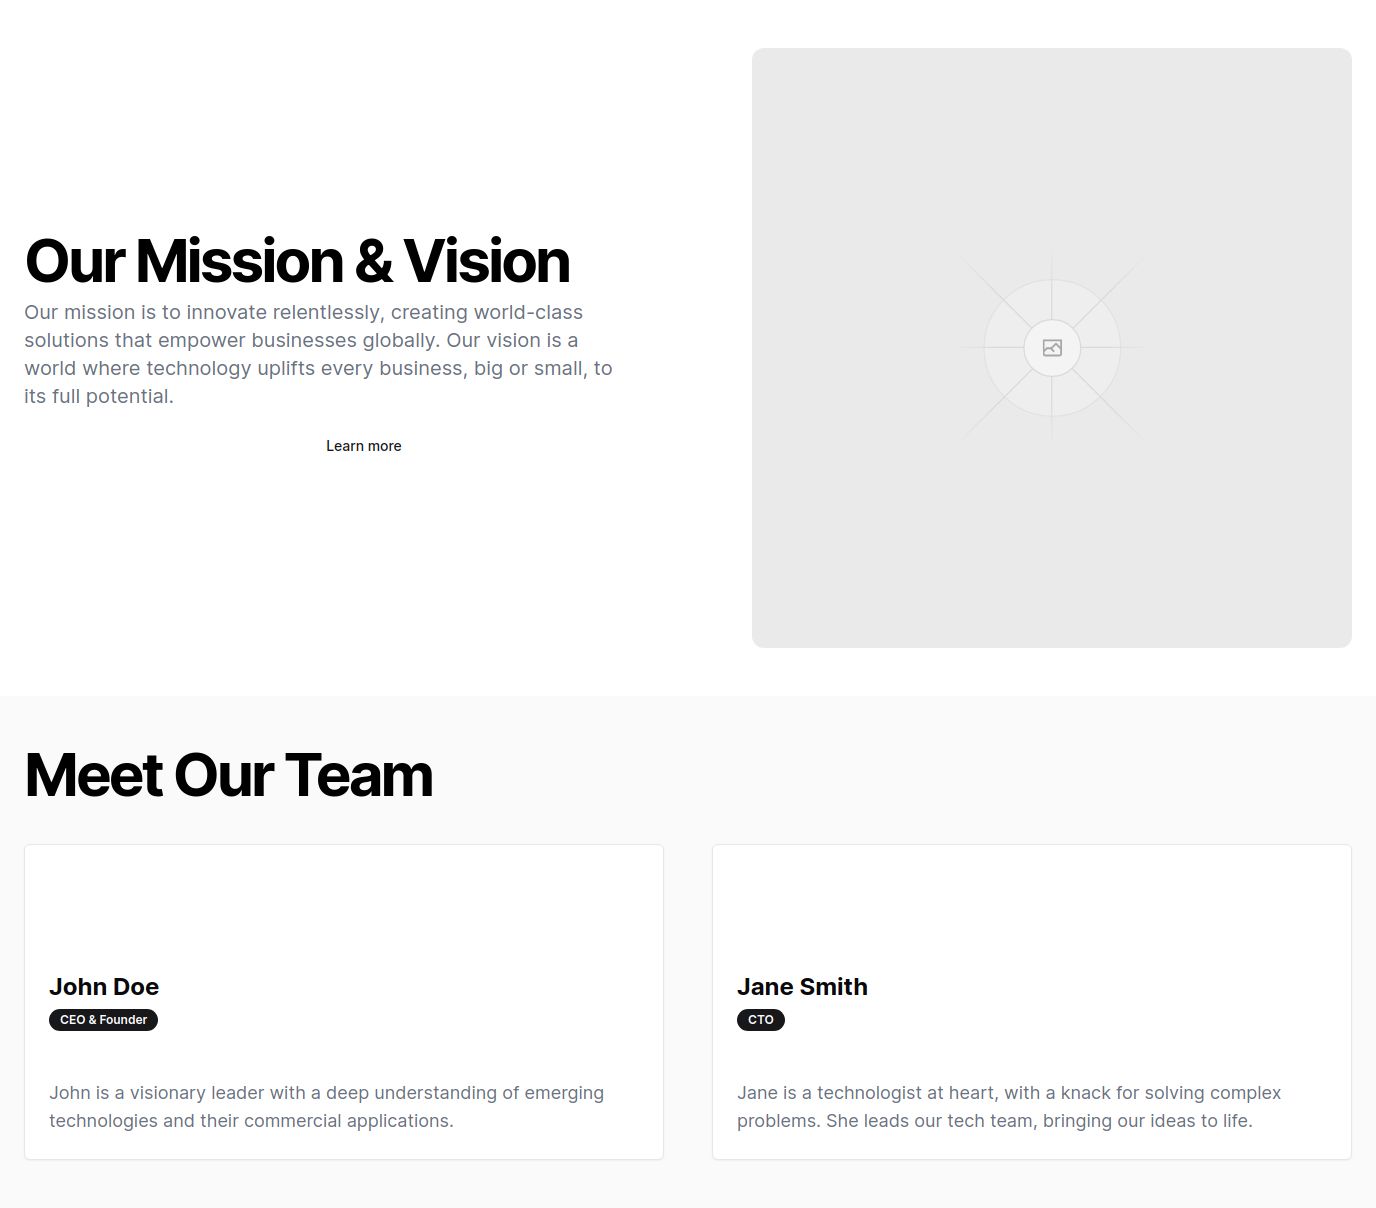 Our Mission & Vision
Our mission is to innovate relentlessly, creating world-class
solutions that empower businesses globally. Our vision is a
world where technology uplifts every business, big or small, to
its full potential.
Learn more
Meet Our Team
John Doe
CEO & Founder
John is a visionary leader with a deep understanding of emerging
technologies and their commercial applications.
Jane Smith
CTO
Jane is a technologist at heart, with a knack for solving complex
problems. She leads our tech team, bringing our ideas to life.